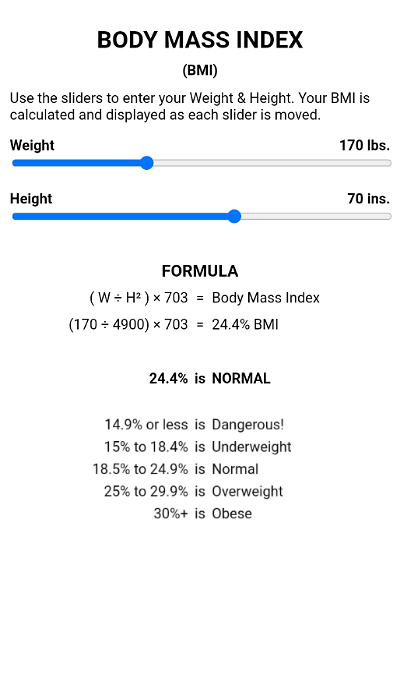 BODY MASS INDEX
(BMI)
Use the sliders to enter your Weight & Height. Your BMI is
calculated and displayed as each slider is moved.
Weight 170 lbs.
Height 70 ins.
FORMULA
( W ÷ H² ) × 703 = Body Mass Index
(170 ÷ 4900) × 703 = 24.4% BMI
24.4% is NORMAL
14.9% or less is Dangerous!
15% to 18.4% is Underweight
18.5% to 24.9% is Normal
25% to 29.9% is Overweight
30%+ is Obese